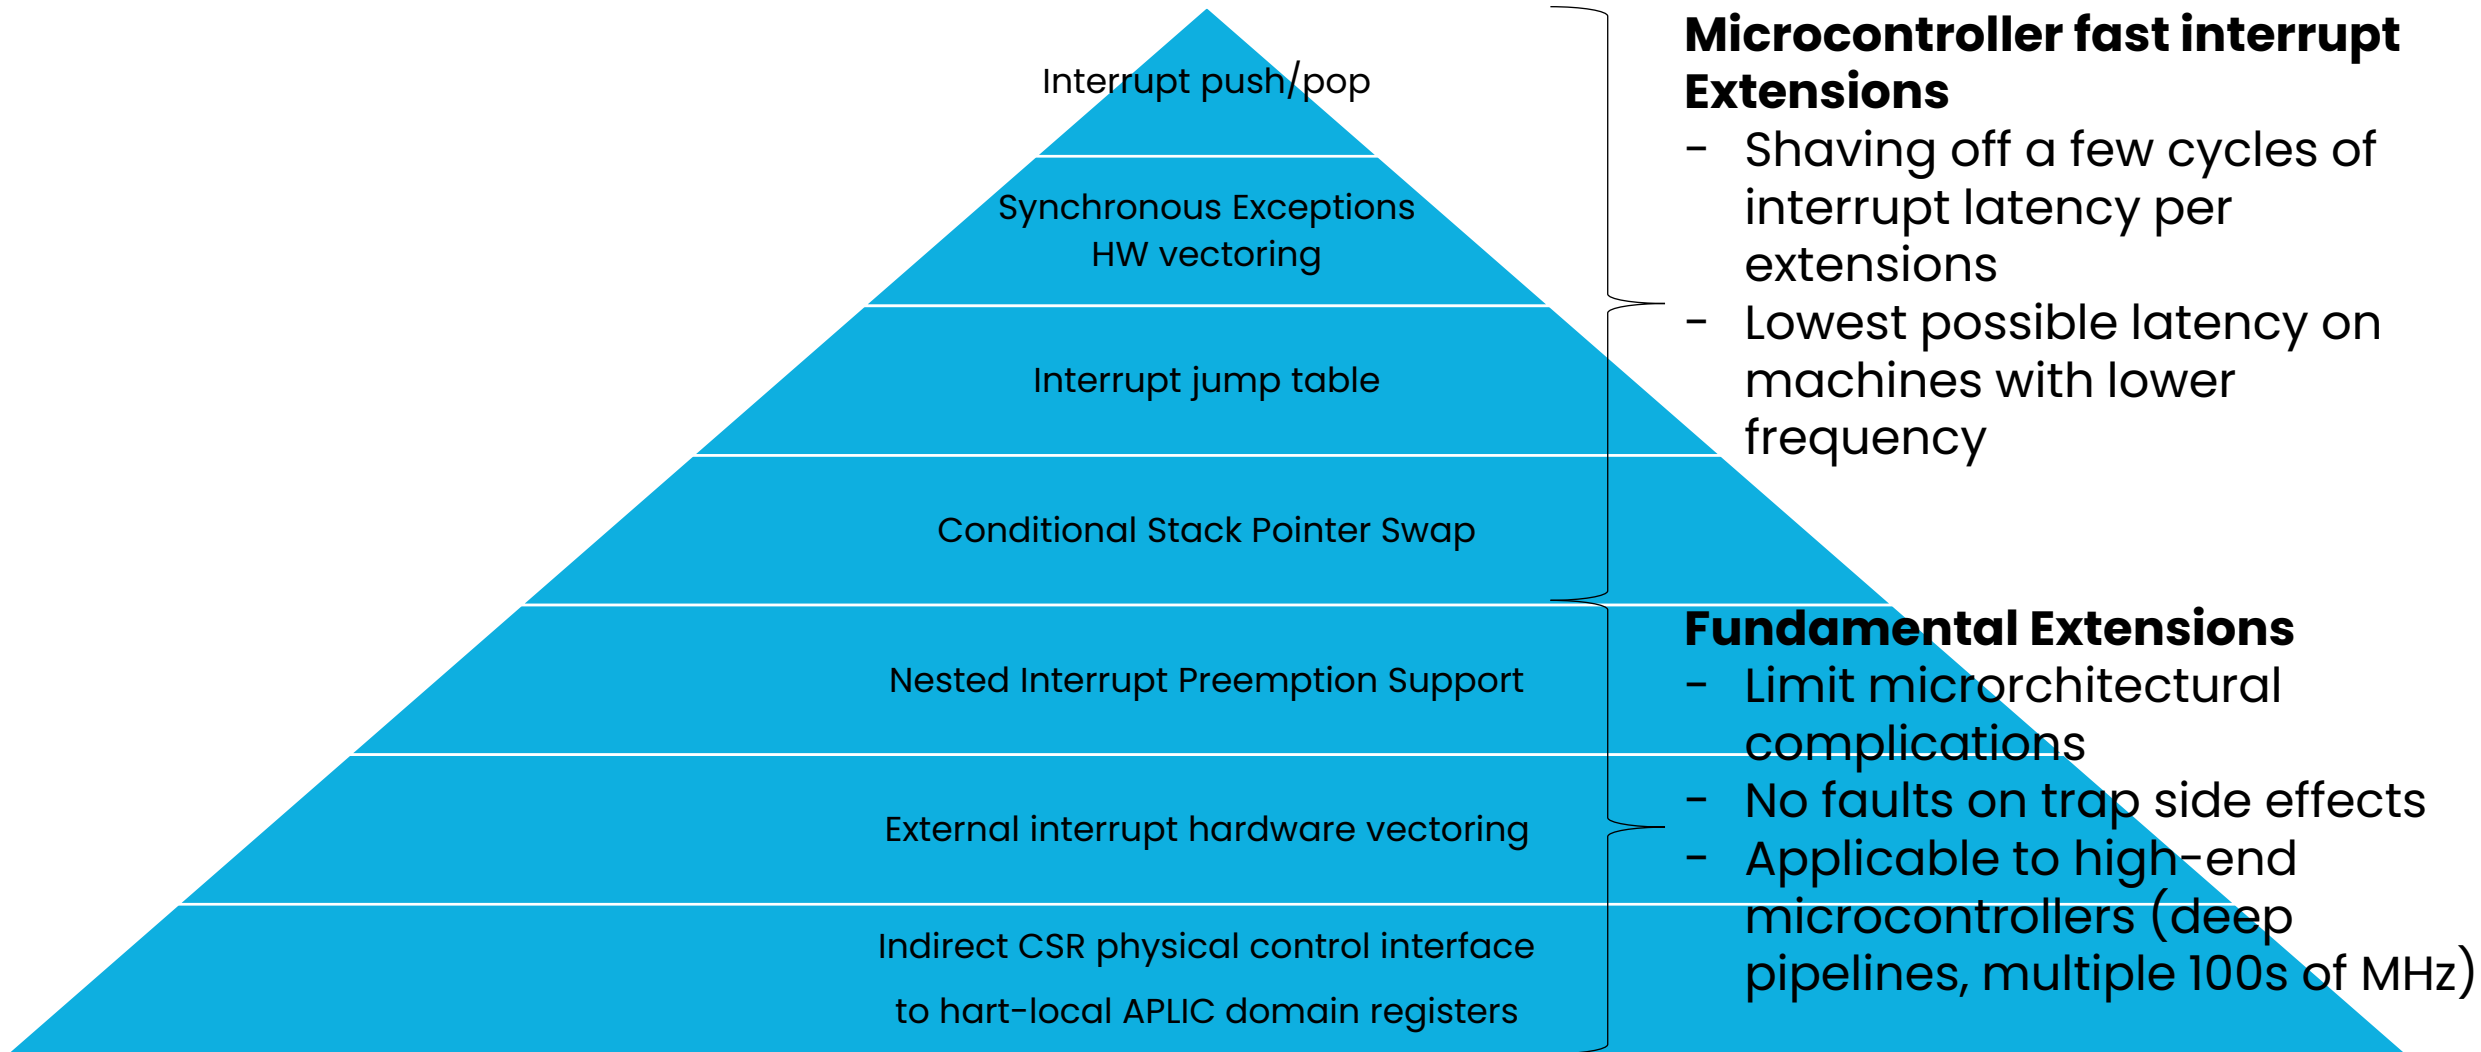 Interrupt push/pop
Synchronous Exceptions
HW vectoring
Interrupt jump table
Conditional Stack Pointer Swap
Nested Interrupt Preemption Support
External interrupt hardware vectoring
Indirect CSR physical control interface
to hart-local APLIC domain registers
Microcontroller fast interrupt
Extensions
- Shaving off a few cycles of
interrupt latency per
extensions
- Lowest possible latency on
machines with lower
frequency
Fundamental Extensions
- Limit microrchitectural
complications
- No faults on trap side effects
- Applicable to high-end
microcontrollers (deep
pipelines, multiple 100s of MHz)